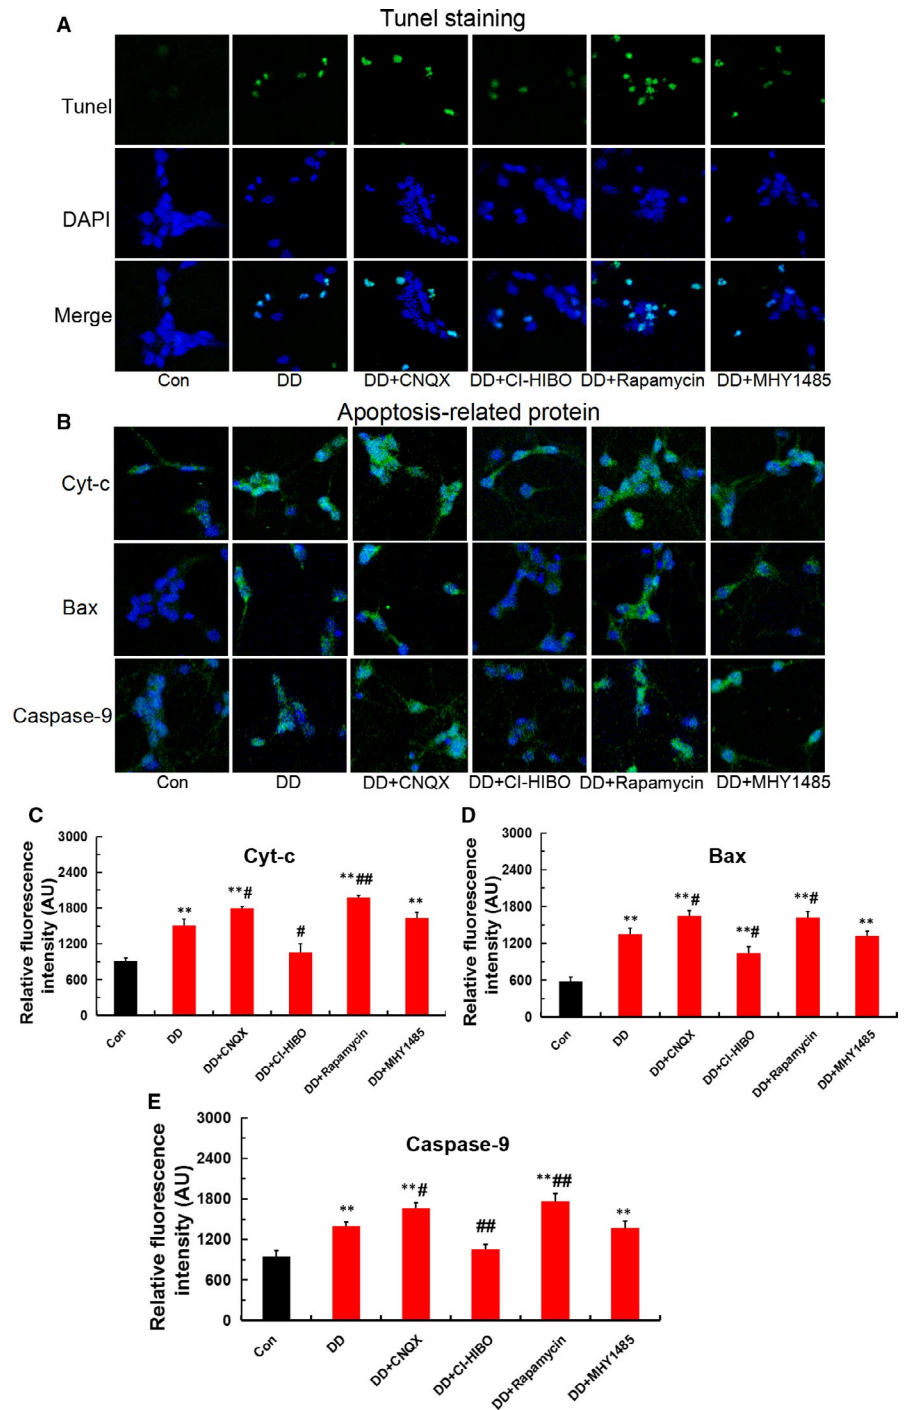 A
Tunel staining
Tunel
DAPI
Merge
Con DD DD+CNQX DD+CI-HIBO DD+Rapamycin DD+MHY1485
B
Apoptosis-related protein
Cyt-c
Bax
Caspase-9
Con DD DD+CNQX DD+CI-HIBO DD+Rapamycin DD+MHY1485
C
Cyt-c
Relative fluorescence
intensity (AU)
3000
2400
1800
1200
600
0
**
**#
#
**##
**
Con
DD
DD+CNQX
DD+CI-HIBO
DD+Rapamycin
DD+MHY1485
D
Bax
Relative fluorescence
intensity (AU)
3000
2400
1800
1200
600
0
**
**#
**#
**#
**
Con
DD
DD+CNQX
DD+CI-HIBO
DD+Rapamycin
DD+MHY1485
E
Caspase-9
Relative fluorescence
intensity (AU)
3000
2400
1800
1200
600
0
**
**#
##
**##
**
Con
DD
DD+CNQX
DD+CI-HIBO
DD+Rapamycin
DD+MHY1485